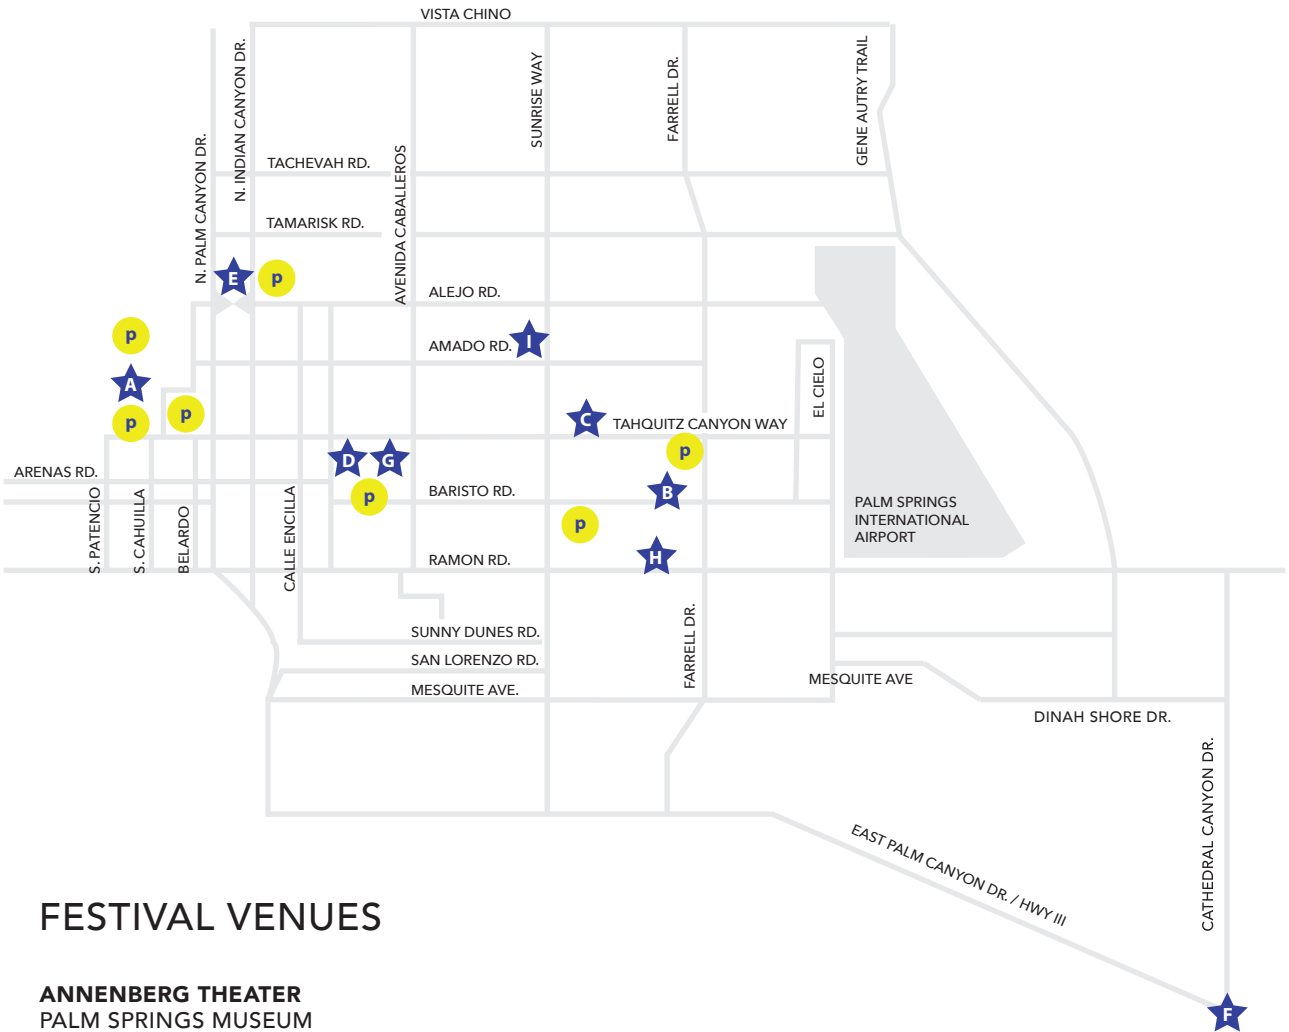 VISTA CHINO
N. PALM CANYON DR.
N. INDIAN CANYON DR.
AVENIDA CABALLEROS
SUNRISE WAY
FARRELL DR.
GENE AUTRY TRAIL
TACHEVAH RD.
TAMARISK RD.
E
p
ALEJO RD.
p
AMADO RD.
I
A
EL CIELO
p
p
C
TAHQUITZ CANYON WAY
p
D
G
ARENAS RD.
p
BARISTO RD.
B
PALM SPRINGS
INTERNATIONAL
AIRPORT
S. PATENCIO
S. CAHUILLA
BELARDO
CALLE ENCILLA
p
H
RAMON RD.
SUNNY DUNES RD.
SAN LORENZO RD.
MESQUITE AVE.
FARRELL DR.
MESQUITE AVE
DINAH SHORE DR.
CATHEDRAL CANYON DR.
EAST PALM CANYON DR. / HWY III
F
FESTIVAL VENUES
ANNENBERG THEATER
PALM SPRINGS MUSEUM